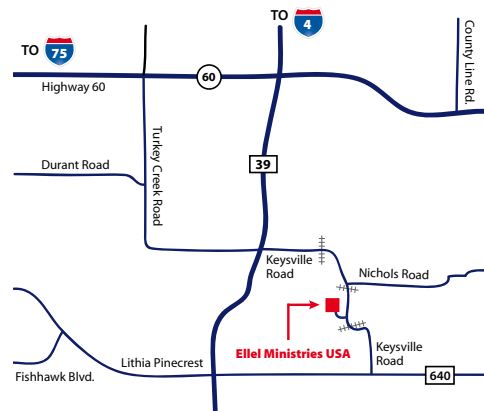 TO 4
TO 75
60
Highway 60
County Line Rd.
Turkey Creek Road
Durant Road
39
Keysville
Road
Nichols Road
Ellel Ministries USA
Keysville
Road
Lithia Pinecrest
Fishhawk Blvd.
640